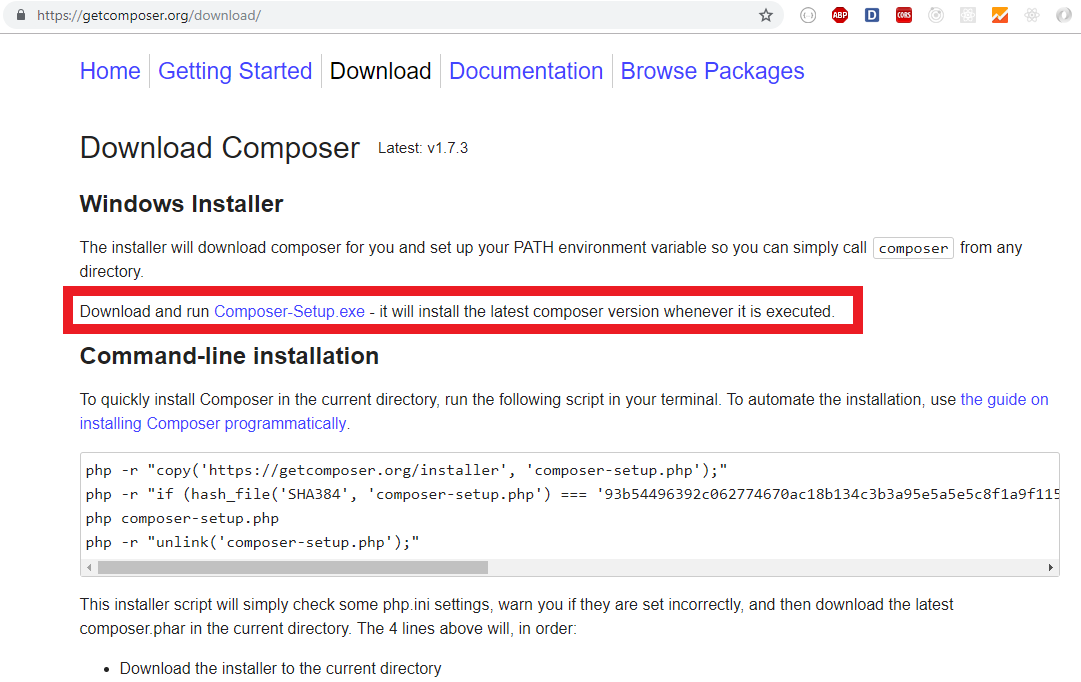 https://getcomposer.org/download/
ABP
D
CORS
Home Getting Started Download Documentation Browse Packages
Download Composer Latest: v1.7.3
Windows Installer
The installer will download composer for you and set up your PATH environment variable so you can simply call composer from any
directory.
Download and run Composer-Setup.exe - it will install the latest composer version whenever it is executed.
Command-line installation
To quickly install Composer in the current directory, run the following script in your terminal. To automate the installation, use the guide on
installing Composer programmatically.
php -r "copy('https://getcomposer.org/installer', 'composer-setup.php');"
php -r "if (hash_file('SHA384', 'composer-setup.php') === '93b54496392c062774670ac18b134c3b3a95e5a5e5c8f1a9f115
php composer-setup.php
php -r "unlink('composer-setup.php');"
This installer script will simply check some php.ini settings, warn you if they are set incorrectly, and then download the latest
composer.phar in the current directory. The 4 lines above will, in order:
• Download the installer to the current directory